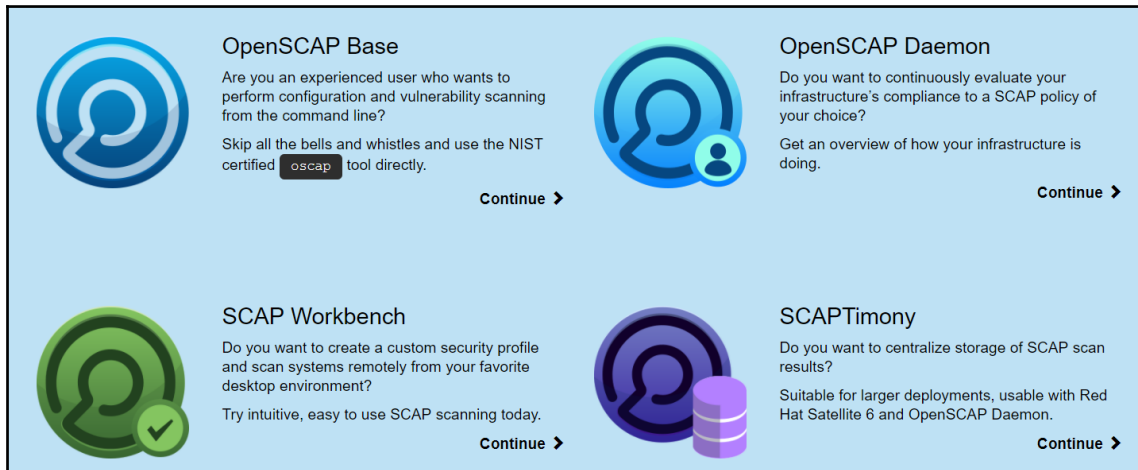 OpenSCAP Base
Are you an experienced user who wants to
perform configuration and vulnerability scanning
from the command line?
Skip all the bells and whistles and use the NIST
certified oscap tool directly.
Continue
OpenSCAP Daemon
Do you want to continuously evaluate your
infrastructure's compliance to a SCAP policy of
your choice?
Get an overview of how your infrastructure is
doing.
Continue
SCAP Workbench
Do you want to create a custom security profile
and scan systems remotely from your favorite
desktop environment?
Try intuitive, easy to use SCAP scanning today.
Continue
SCAPTimony
Do you want to centralize storage of SCAP scan
results?
Suitable for larger deployments, usable with Red
Hat Satellite 6 and OpenSCAP Daemon.
Continue